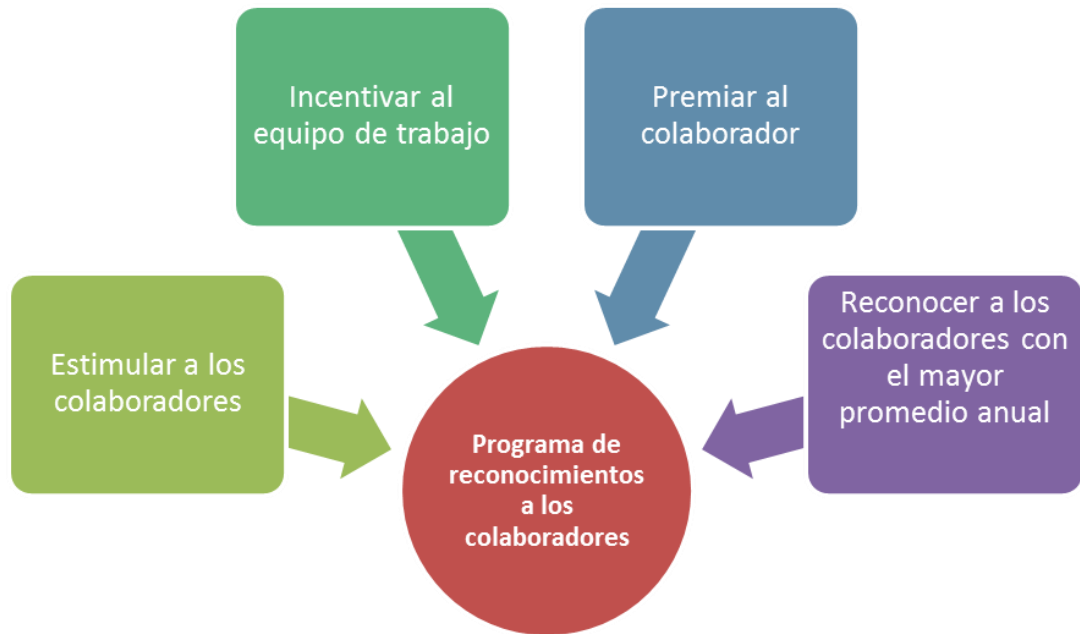 Incentivar al
equipo de trabajo
Premiar al
colaborador
Estimular a los
colaboradores
Reconocer a los
colaboradores con
el mayor
promedio anual
Programa de
reconocimientos
a los
colaboradores